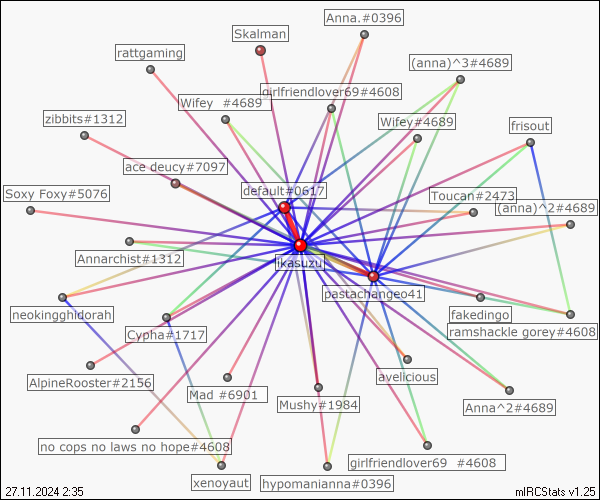 Anna.#0396
Skalman
rattgaming
(anna)^3#4689
girlfriendlover69#4608
Wifey  #4689
zibbits#1312
Wifey#4689
frisout
ace deucy#7097
default#0617
Soxy Foxy#5076
Toucan#2473
(anna)^2#4689
Annarchist#1312
ikasuzu
pastachangeo41
neokingghidorah
fakedingo
Cypha#1717
ramshackle gorey#4608
AlpineRooster#2156
avelicious
Mad #6901
Mushy#1984
Anna^2#4689
no cops no laws no hope#4608
girlfriendlover69  #4608
xenoyaut
hypomanianna#0396
27.11.2024 2:35
mIRCStats v1.25